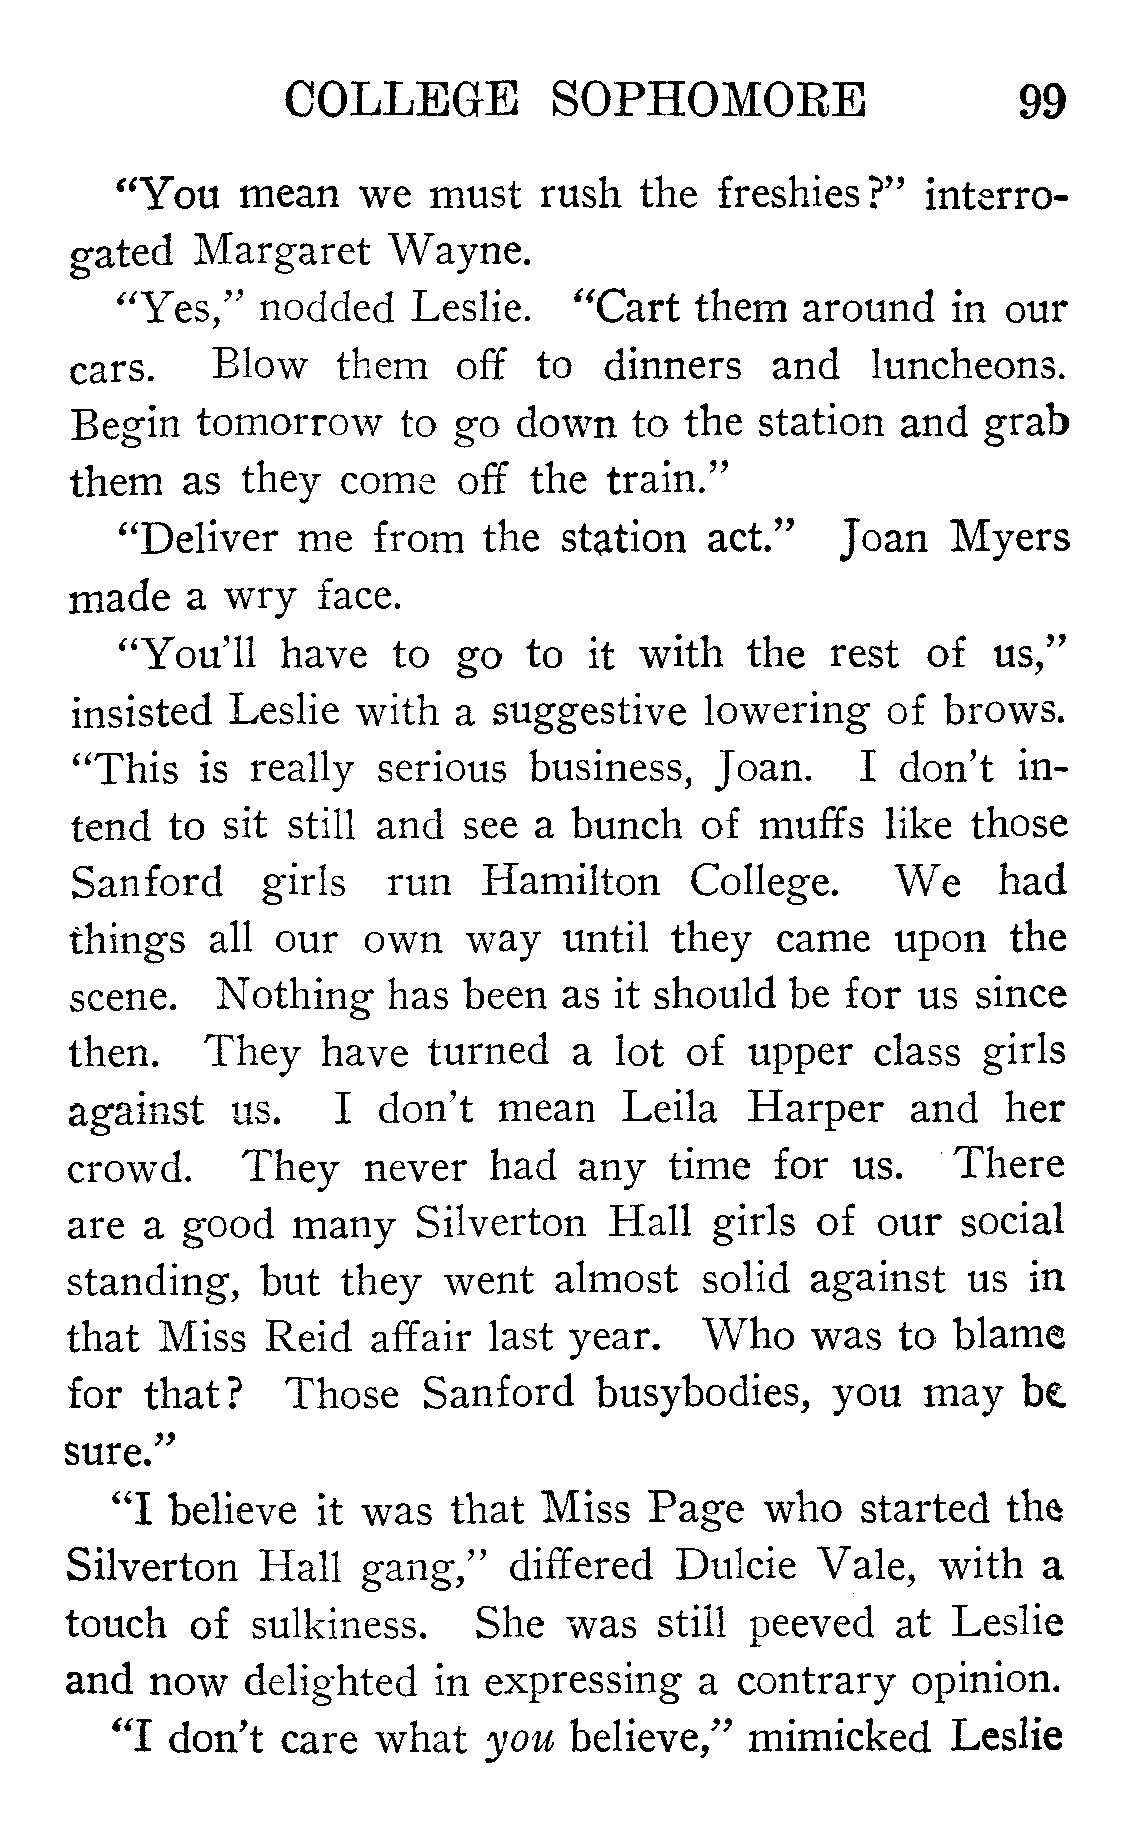 COLLEGE SOPHOMORE 99
“You mean we must rush the freshies?” interro-
gated Margaret Wayne.
“Yes,” nodded Leslie. “Cart them around in our
cars. Blow them off to dinners and luncheons.
Begin tomorrow to go down to the station and grab
them as they come off the train.”
“Deliver me from the station act.” Joan Myers
made a wry face.
“You’ll have to go to it with the rest of us,”
insisted Leslie with a suggestive lowering of brows.
“This is really serious business, Joan. I don’t in-
tend to sit still and see a bunch of muffs like those
Sanford girls run Hamilton College. We had
things all our own way until they came upon the
scene. Nothing has been as it should be for us since
then. They have turned a lot of upper class girls
against us. I don’t mean Leila Harper and her
crowd. They never had any time for us. There
are a good many Silverton Hall girls of our social
standing, but they went almost solid against us in
that Miss Reid affair last year. Who was to blame
for that? Those Sanford busybodies, you may be
sure.”
“I believe it was that Miss Page who started the
Silverton Hall gang,” differed Dulcie Vale, with a
touch of sulkiness. She was still peeved at Leslie
and now delighted in expressing a contrary opinion.
“I don’t care what you believe,” mimicked Leslie